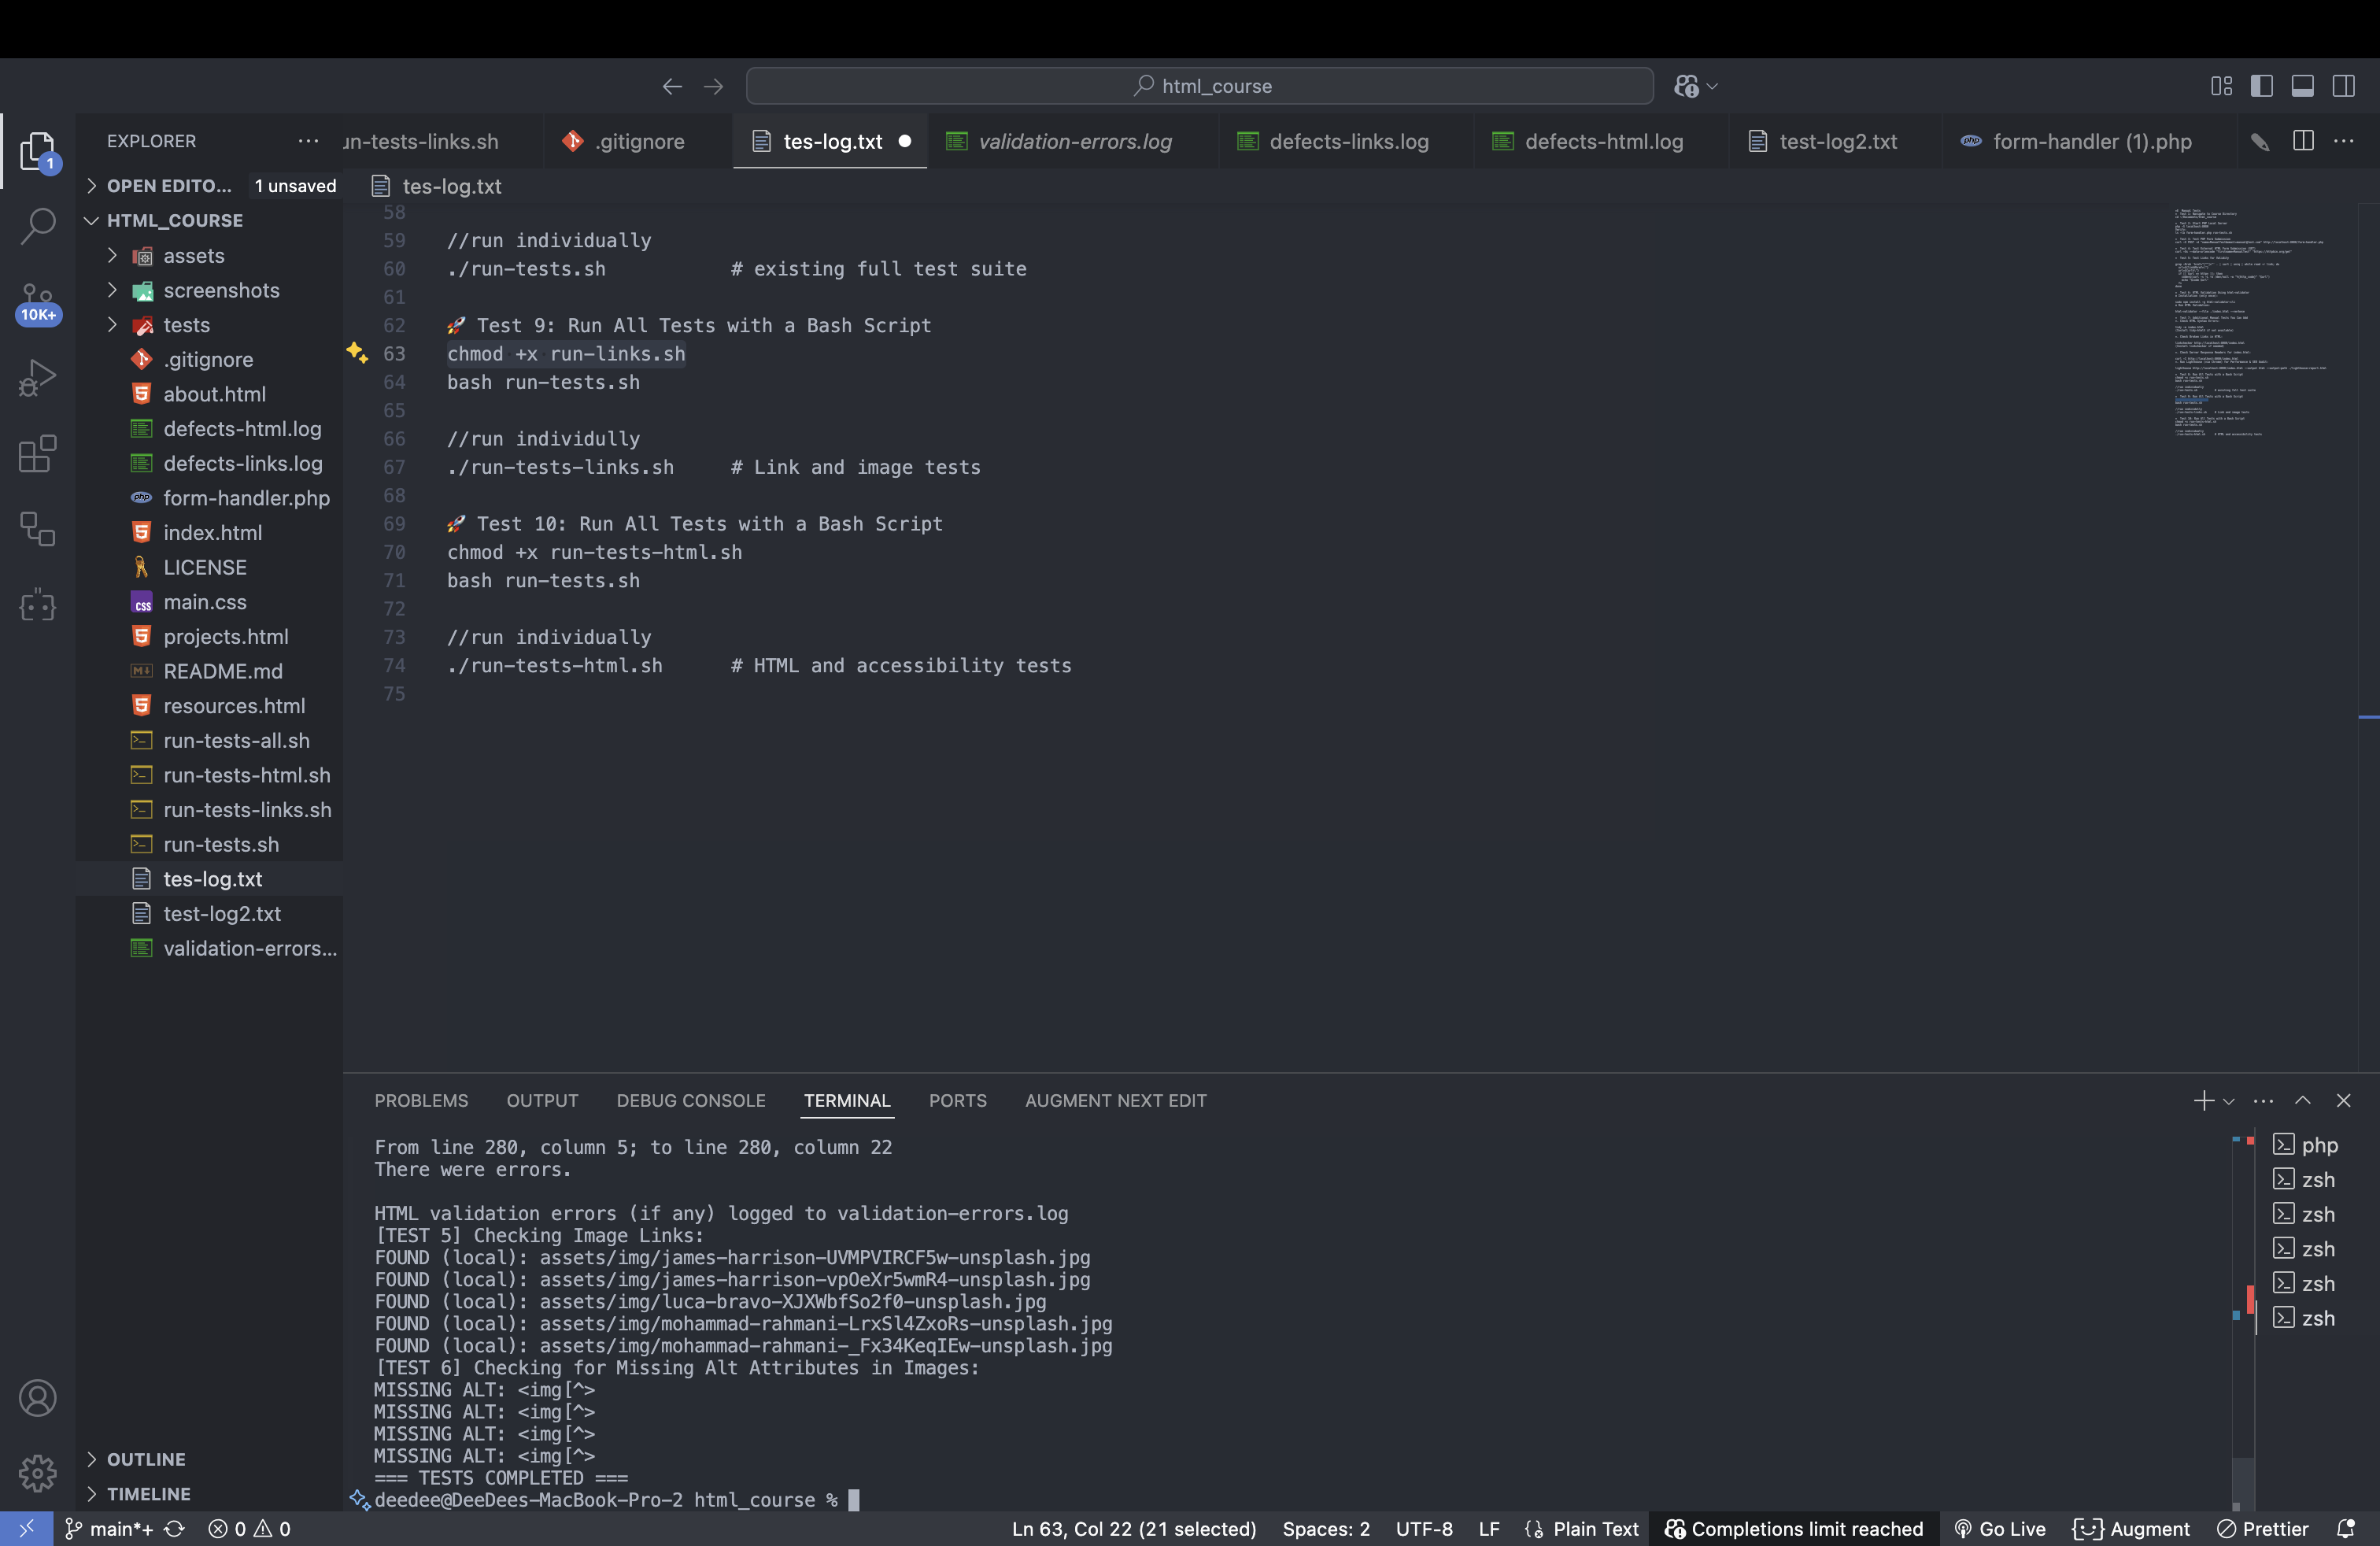 html_course
EXPLORER
un-tests-links.sh
.gitignore
tes-log.txt
validation-errors.log
defects-links.log
defects-html.log
test-log2.txt
form-handler (1).php
1
OPEN EDITO...
1 unsaved
tes-log.txt
HTML_COURSE
assets
screenshots
tests
.gitignore
about.html
defects-html.log
defects-links.log
form-handler.php
index.html
LICENSE
main.css
projects.html
README.md
resources.html
run-tests-all.sh
run-tests-html.sh
run-tests-links.sh
run-tests.sh
tes-log.txt
test-log2.txt
validation-errors...
OUTLINE
TIMELINE
10K+
58
59 //run individually
60 ./run-tests.sh # existing full test suite
61
62 🚀 Test 9: Run All Tests with a Bash Script
63 chmod +x run-links.sh
64 bash run-tests.sh
65
66 //run individully
67 ./run-tests-links.sh # Link and image tests
68
69 🚀 Test 10: Run All Tests with a Bash Script
70 chmod +x run-tests-html.sh
71 bash run-tests.sh
72
73 //run individually
74 ./run-tests-html.sh # HTML and accessibility tests
75
PROBLEMS OUTPUT DEBUG CONSOLE TERMINAL PORTS AUGMENT NEXT EDIT
From line 280, column 5; to line 280, column 22
There were errors.
HTML validation errors (if any) logged to validation-errors.log
[TEST 5] Checking Image Links:
FOUND (local): assets/img/james-harrison-UVMPVIRCF5w-unsplash.jpg
FOUND (local): assets/img/james-harrison-vpOeXr5wmR4-unsplash.jpg
FOUND (local): assets/img/luca-bravo-XJXWbfSo2f0-unsplash.jpg
FOUND (local): assets/img/mohammad-rahmani-LrxSl4ZxoRs-unsplash.jpg
FOUND (local): assets/img/mohammad-rahmani-_Fx34KeqIEw-unsplash.jpg
[TEST 6] Checking for Missing Alt Attributes in Images:
MISSING ALT: <img[^>
MISSING ALT: <img[^>
MISSING ALT: <img[^>
MISSING ALT: <img[^>
=== TESTS COMPLETED ===
deedee@DeeDees-MacBook-Pro-2 html_course %
php
zsh
zsh
zsh
zsh
zsh
main*+ 0 0 Ln 63, Col 22 (21 selected) Spaces: 2 UTF-8 LF Plain Text Completions limit reached Go Live Augment Prettier